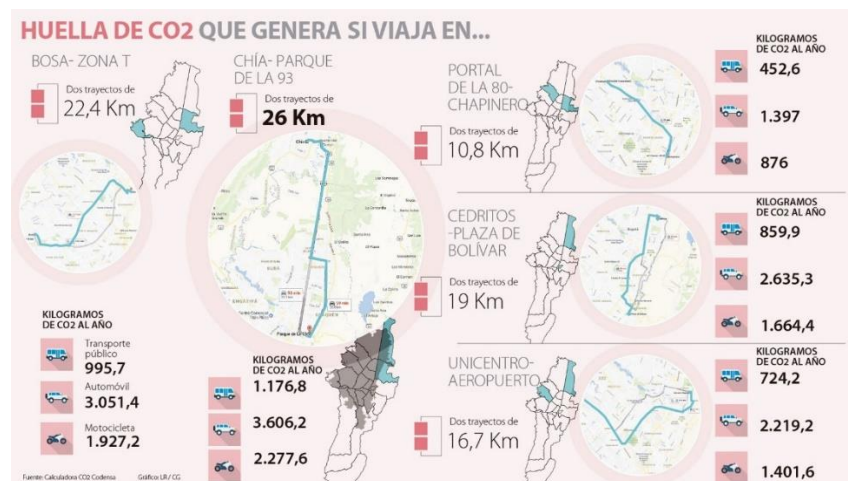 HUELLA DE CO2 QUE GENERA SI VIAJA EN...
BOSA- ZONA T
Dos trayectos de
22,4 Km
KILOGRAMOS
DE CO2 AL AÑO
Transporte
público
995,7
Automóvil
3.051,4
Motocicleta
1.927,2
CHÍA- PARQUE
DE LA 93
Dos trayectos de
26 Km
KILOGRAMOS
DE CO2 AL AÑO
1.176,8
3.606,2
2.277,6
PORTAL
DE LA 80-
CHAPINERO
Dos trayectos de
10,8 Km
KILOGRAMOS
DE CO2 AL AÑO
452,6
1.397
876
CEDRITOS
-PLAZA DE
BOLÍVAR
Dos trayectos de
19 Km
KILOGRAMOS
DE CO2 AL AÑO
859,9
2.635,3
1.664,4
UNICENTRO-
AEROPUERTO
Dos trayectos de
16,7 Km
KILOGRAMOS
DE CO2 AL AÑO
724,2
2.219,2
1.401,6
Fuente: Calculadora CO2 Codensa
Gráfico: LR / CG